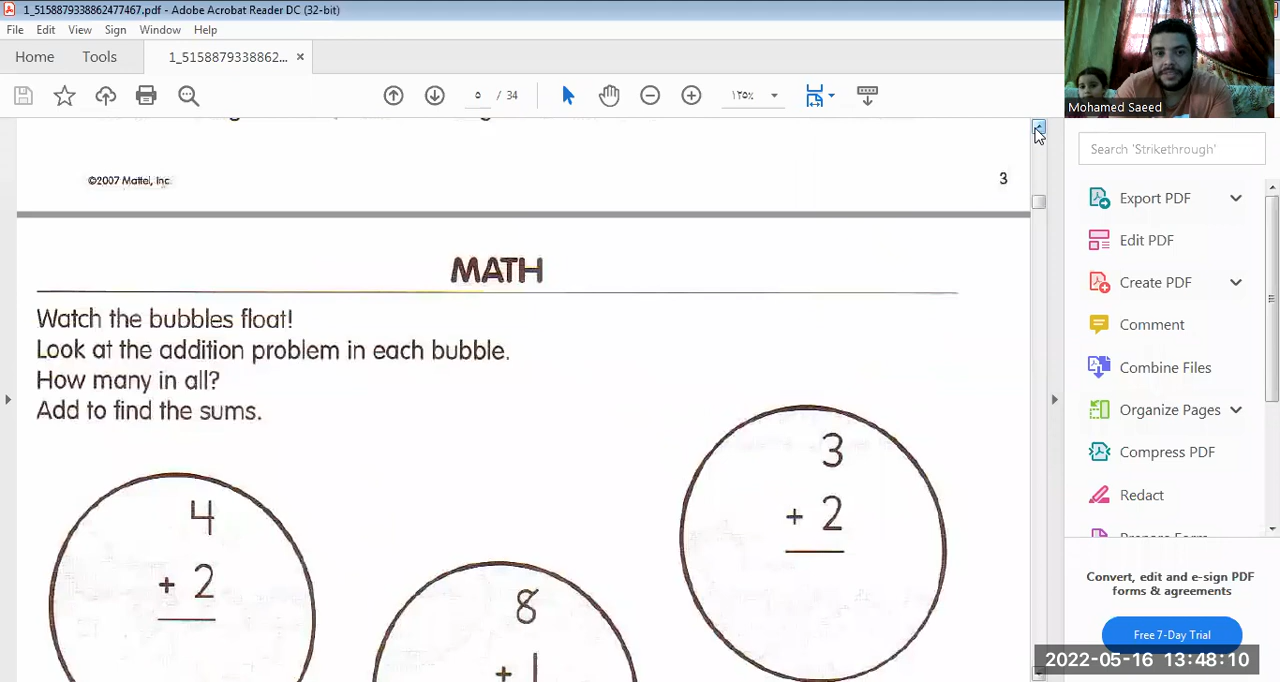 1_5158879338862477467.pdf - Adobe Acrobat Reader DC (32-bit)
File Edit View Sign Window Help
Home Tools 1_5158879338862... ×
٥ / 34 ١٢٥%
Mohamed Saeed
Search 'Strikethrough'
Export PDF
Edit PDF
Create PDF
Comment
Combine Files
Organize Pages
Compress PDF
Redact
Convert, edit and e-sign PDF
forms & agreements
Free 7-Day Trial
2022-05-16 13:48:10
©2007 Mattel, Inc.
3
MATH
Watch the bubbles float!
Look at the addition problem in each bubble.
How many in all?
Add to find the sums.
4
+ 2
8
+ 1
3
+ 2